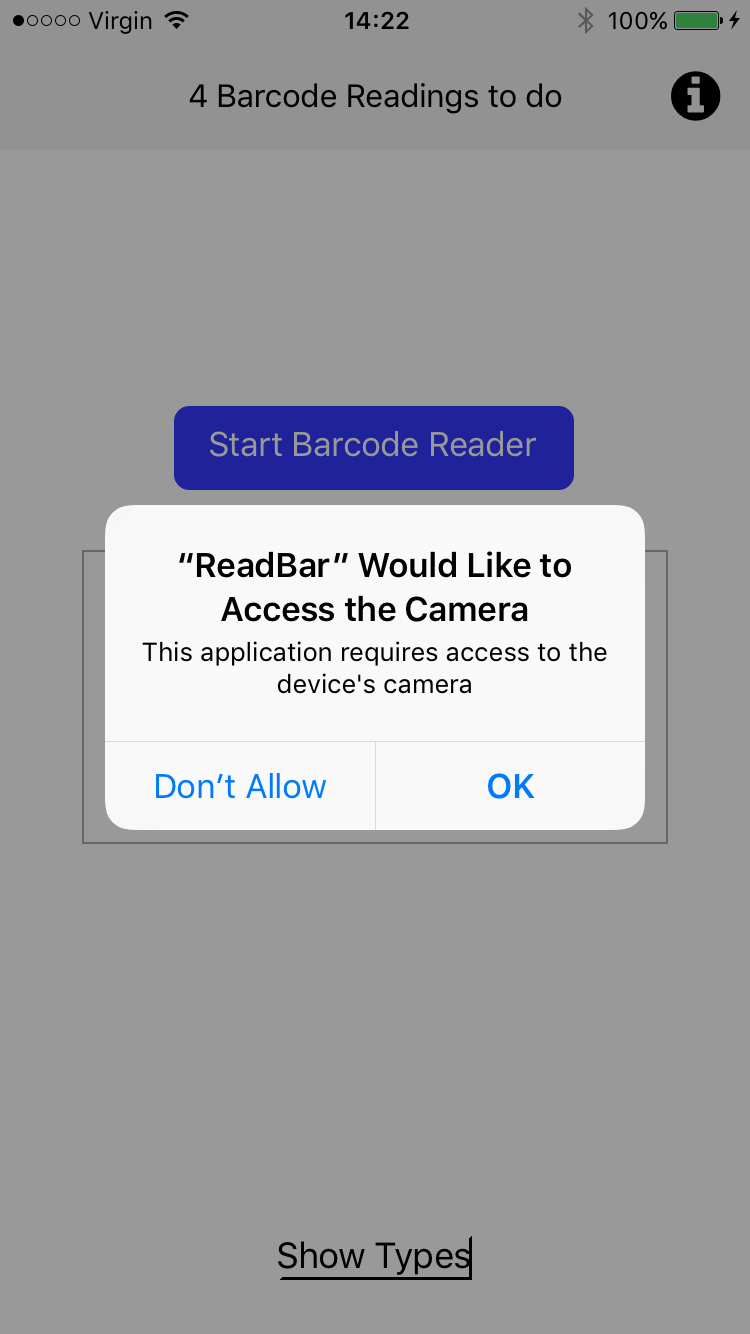 Virgin 14:22 100%
4 Barcode Readings to do
Start Barcode Reader
“ReadBar” Would Like to
Access the Camera
This application requires access to the
device's camera
Don’t Allow OK
Show Types